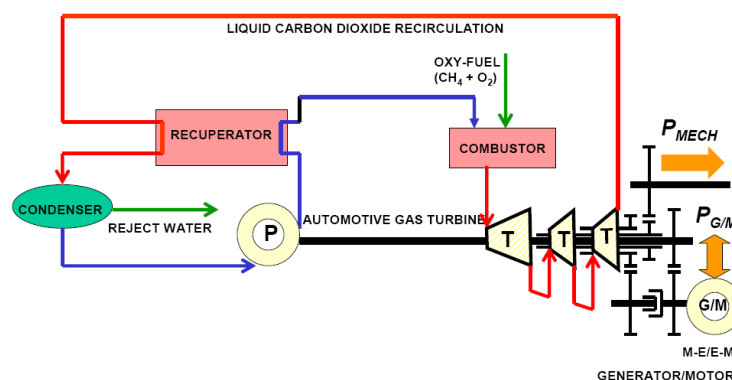 LIQUID CARBON DIOXIDE RECIRCULATION
OXY-FUEL
(CH4 + O2)
RECUPERATOR
COMBUSTOR
PMECH
CONDENSER
REJECT WATER
P
AUTOMOTIVE GAS TURBINE
T
T
T
PG/M
G/M
M-E/E-M
GENERATOR/MOTOR